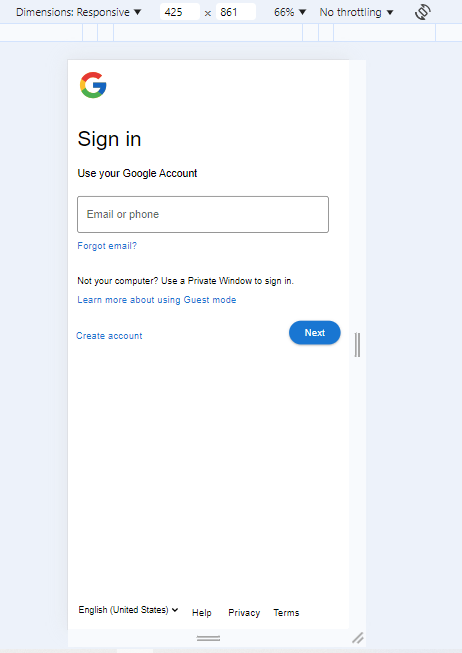 Dimensions: Responsive ▼ 425 × 861 66% ▼ No throttling ▼
Sign in
Use your Google Account
Email or phone
Forgot email?
Not your computer? Use a Private Window to sign in.
Learn more about using Guest mode
Create account Next
English (United States) Help Privacy Terms